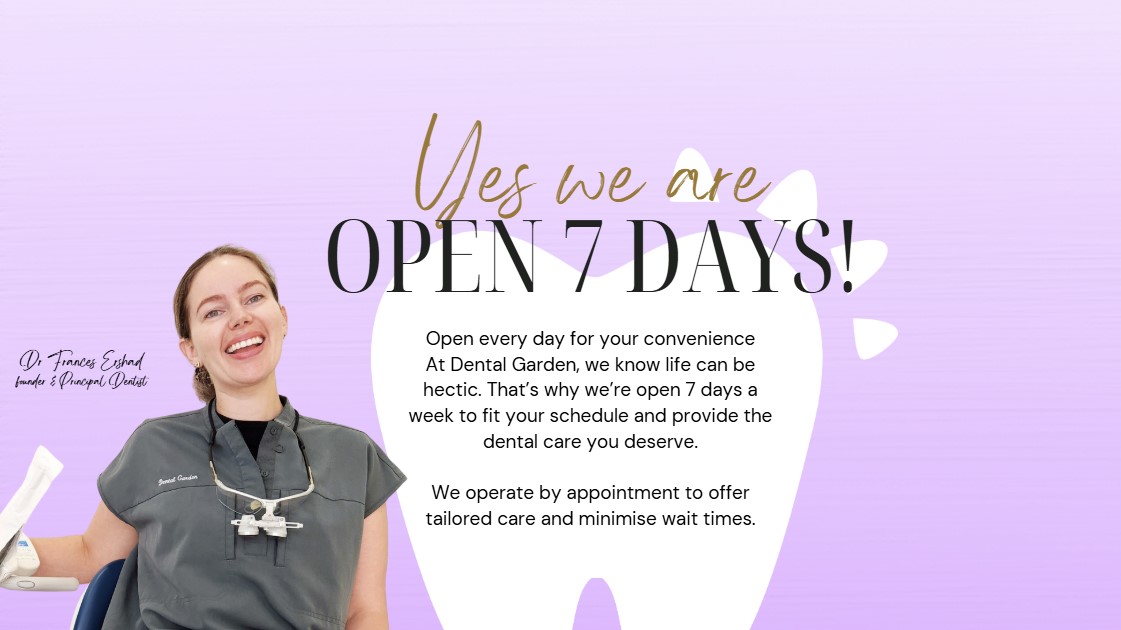 Yes we are
OPEN 7 DAYS!
Open every day for your convenience
At Dental Garden, we know life can be
hectic. That’s why we’re open 7 days a
week to fit your schedule and provide the
dental care you deserve.
We operate by appointment to offer
tailored care and minimise wait times.
Dr Frances Ershad
founder & Principal Dentist
Dental Garden